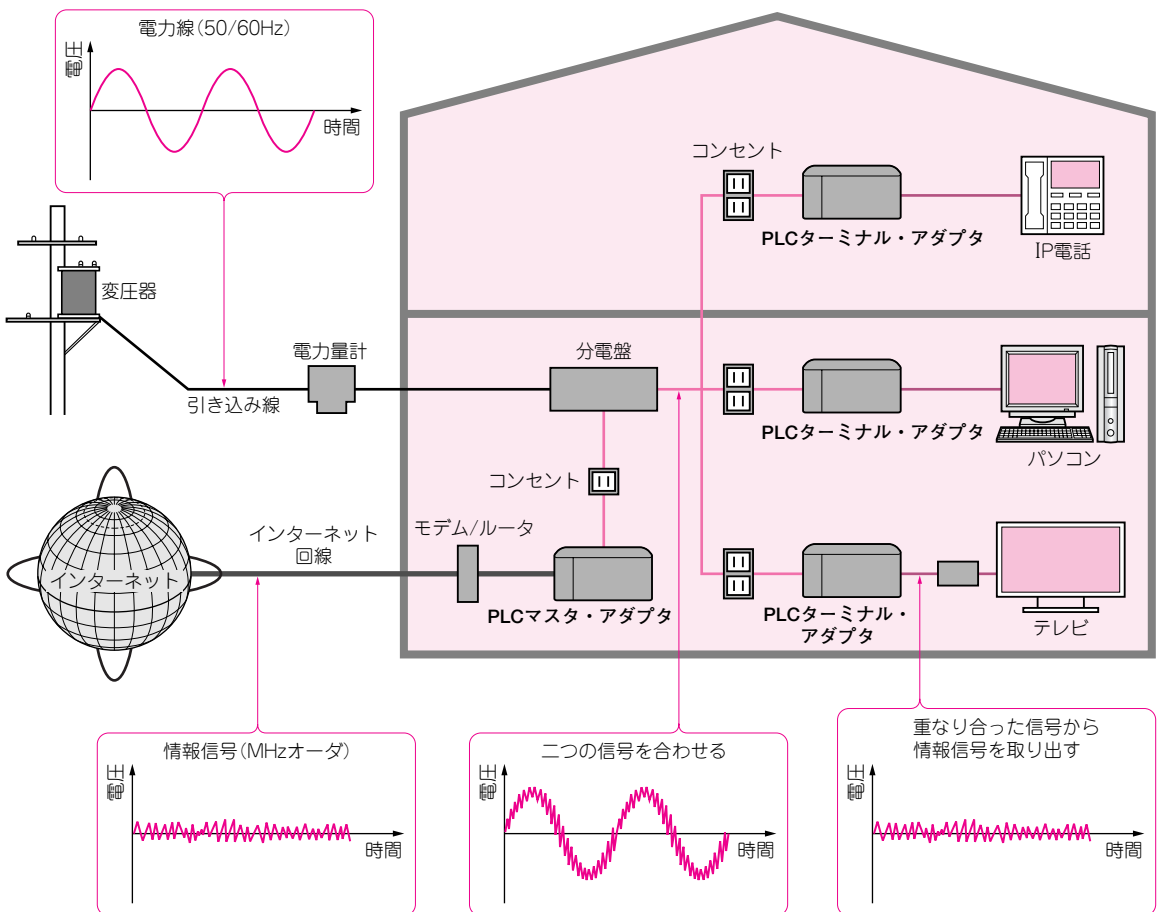 電力線(50/60Hz)
電圧
時間
コンセント
PLCターミナル・アダプタ
IP電話
変圧器
電力量計
分電盤
引き込み線
PLCターミナル・アダプタ
パソコン
コンセント
インターネット
回線
モデム/ルータ
インターネット
PLCマスタ・アダプタ
PLCターミナル・
アダプタ
テレビ
情報信号(MHzオーダ)
電圧
時間
二つの信号を合わせる
電圧
時間
重なり合った信号から
情報信号を取り出す
電圧
時間